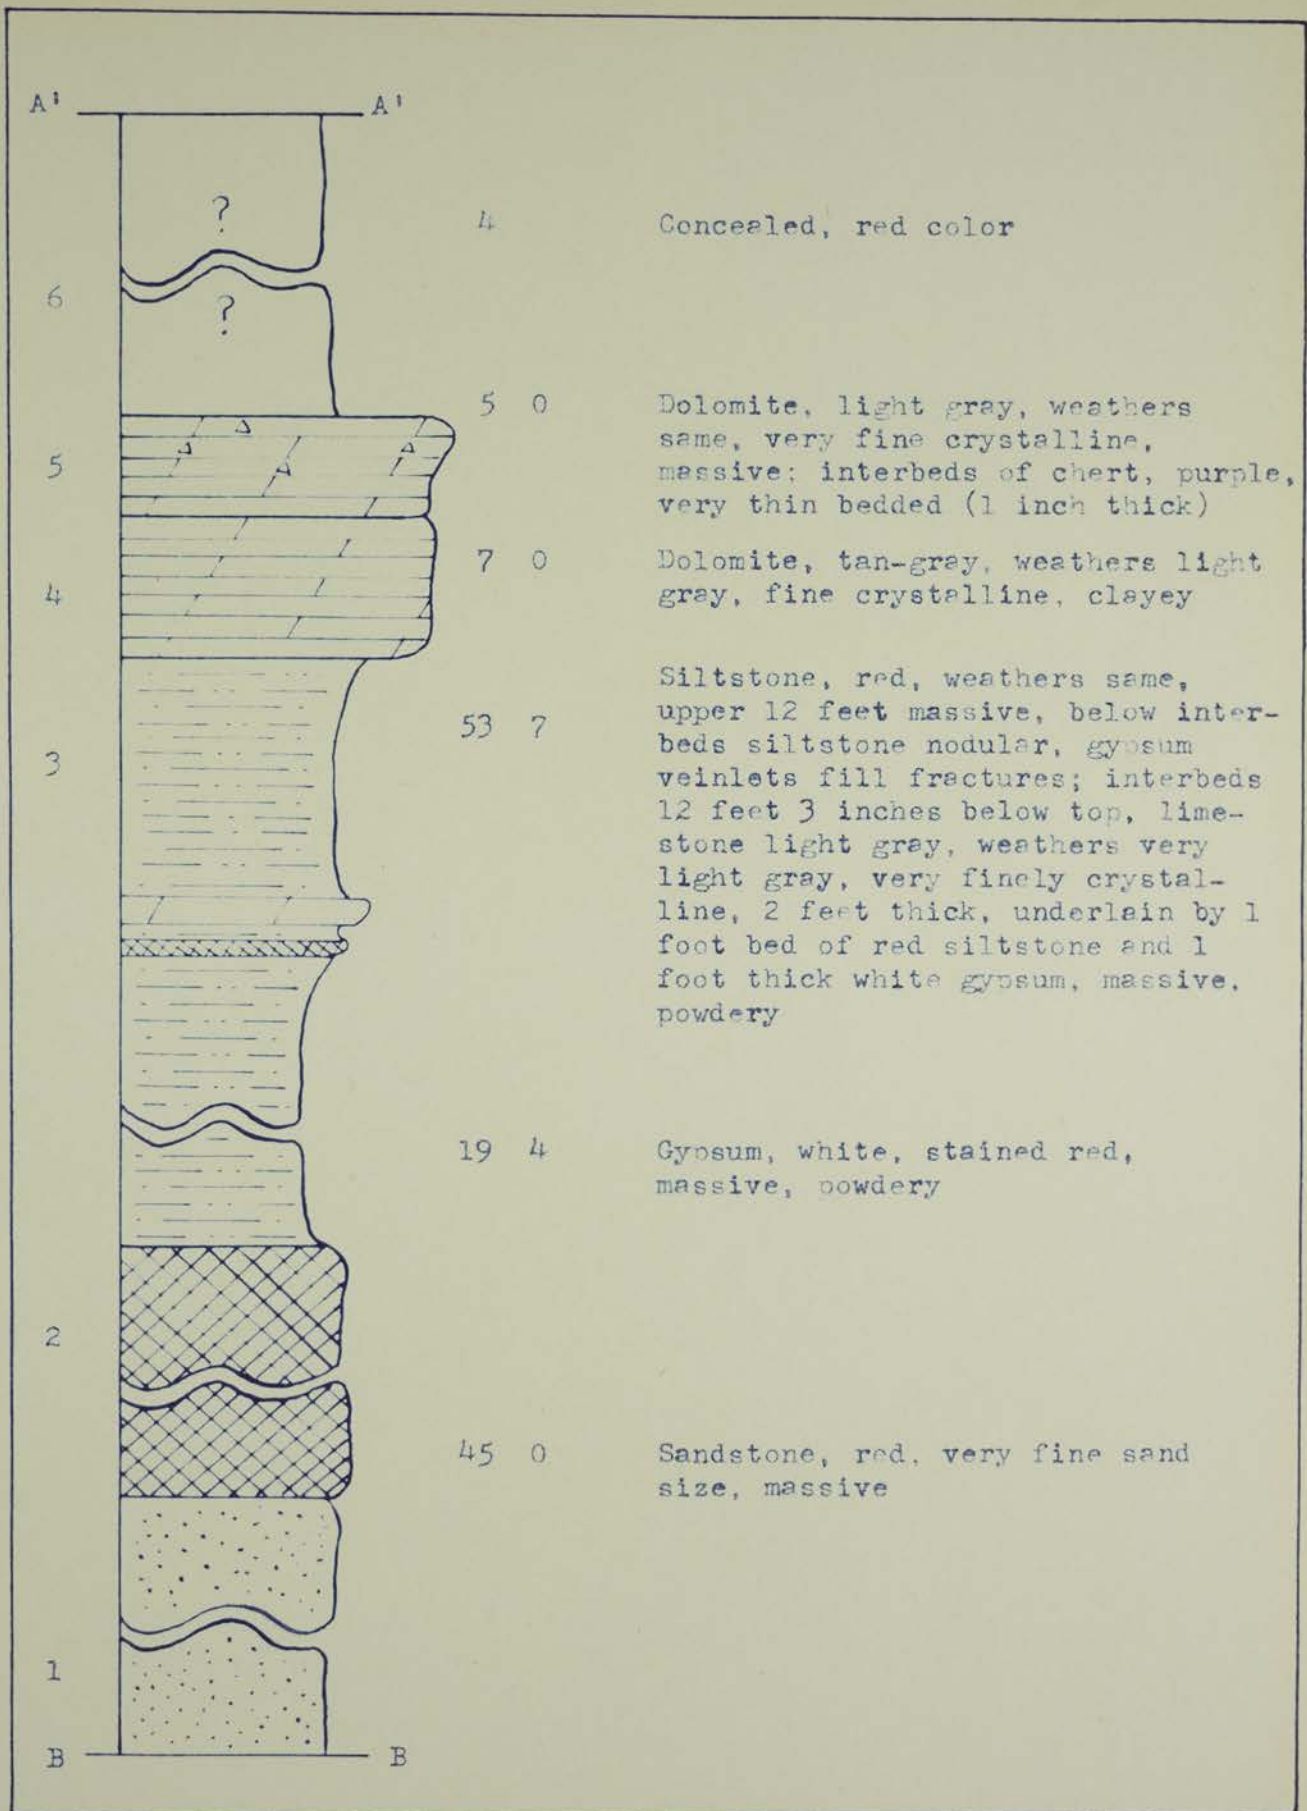 A' A'
?
4 Concealed, red color
6
?
5 0 Dolomite, light gray, weathers
same, very fine crystalline,
5
massive; interbeds of chert, purple,
very thin bedded (1 inch thick)
7 0 Dolomite, tan-gray, weathers light
4
gray, fine crystalline, clayey
Siltstone, red, weathers same,
53 7
upper 12 feet massive, below inter-
beds siltstone nodular, gypsum
3
veinlets fill fractures; interbeds
12 feet 3 inches below top, lime-
stone light gray, weathers very
light gray, very finely crystal-
line, 2 feet thick, underlain by 1
foot bed of red siltstone and 1
foot thick white gypsum, massive,
powdery
19 4 Gypsum, white, stained red,
massive, powdery
2
45 0 Sandstone, red, very fine sand
size, massive
1
B B